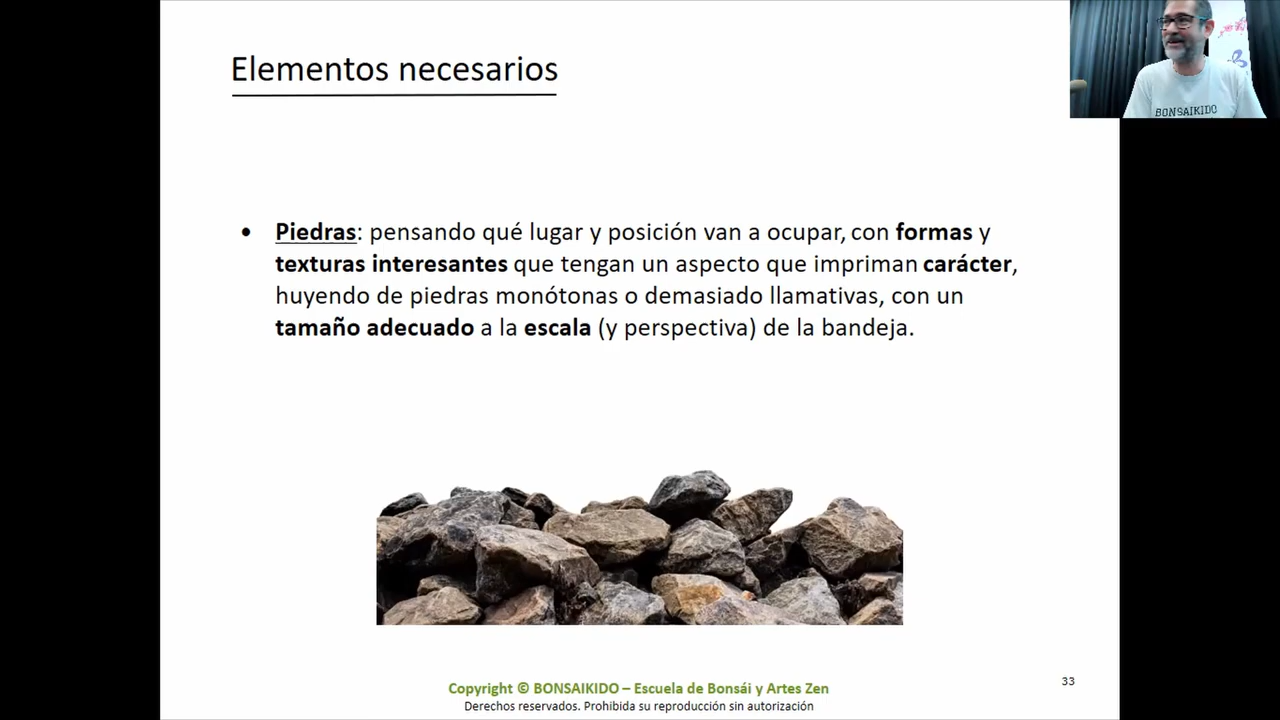 Elementos necesarios
BONSAIKIDO
• Piedras: pensando qué lugar y posición van a ocupar, con formas y
texturas interesantes que tengan un aspecto que impriman carácter,
huyendo de piedras monótonas o demasiado llamativas, con un
tamaño adecuado a la escala (y perspectiva) de la bandeja.
Copyright © BONSAIKIDO – Escuela de Bonsái y Artes Zen
Derechos reservados. Prohibida su reproducción sin autorización
33